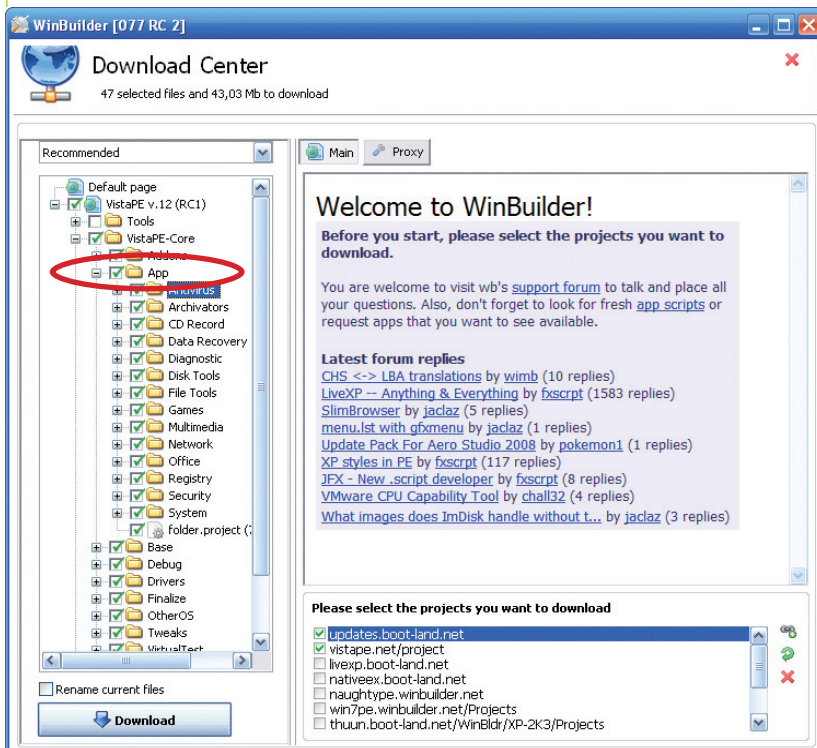 WinBuilder [077 RC 2]
Download Center
47 selected files and 43,03 Mb to download
Recommended
Default page
VistaPE v.12 (RC1)
Tools
VistaPE-Core
Addons
App
Antivirus
Archivators
CD Record
Data Recovery
Diagnostic
Disk Tools
File Tools
Games
Multimedia
Network
Office
Registry
Security
System
folder.project
Base
Debug
Drivers
Finalize
OtherOS
Tweaks
VirtualTest
Rename current files
Download
Main
Proxy
Welcome to WinBuilder!
Before you start, please select the projects you want to
download.
You are welcome to visit wb's support forum to talk and place all
your questions. Also, don't forget to look for fresh app scripts or
request apps that you want to see available.
Latest forum replies
CHS <-> LBA translations by wimb (10 replies)
LiveXP -- Anything & Everything by fxscrpt (1583 replies)
SlimBrowser by jaclaz (5 replies)
menu.lst with gfxmenu by jaclaz (1 replies)
Update Pack For Aero Studio 2008 by pokemon1 (1 replies)
XP styles in PE by fxscrpt (117 replies)
JFX - New .script developer by fxscrpt (8 replies)
VMware CPU Capability Tool by chall32 (4 replies)
What images does ImDisk handle without t... by jaclaz (3 replies)
Please select the projects you want to download
updates.boot-land.net
vistape.net/project
livexp.boot-land.net
nativeex.boot-land.net
naughtype.winbuilder.net
win7pe.winbuilder.net/Projects
thuun.boot-land.net/WinBldr/XP-2K3/Projects